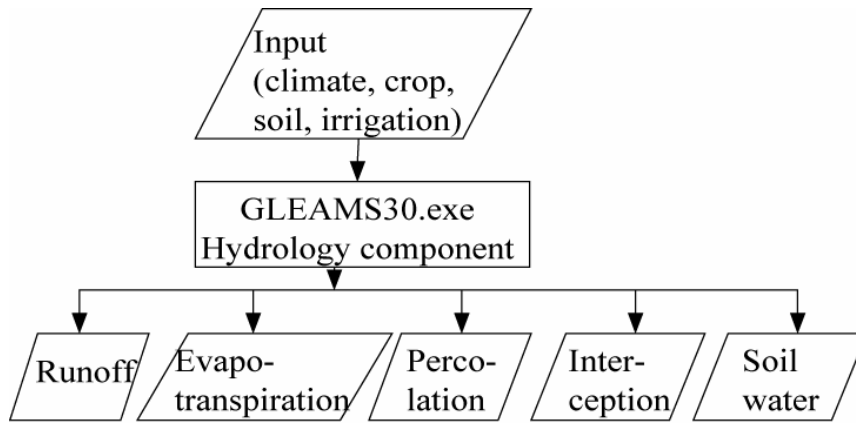 Input
(climate, crop,
soil, irrigation)
GLEAMS30.exe
Hydrology component
Runoff
Evapo-
transpiration
Perco-
lation
Inter-
ception
Soil
water